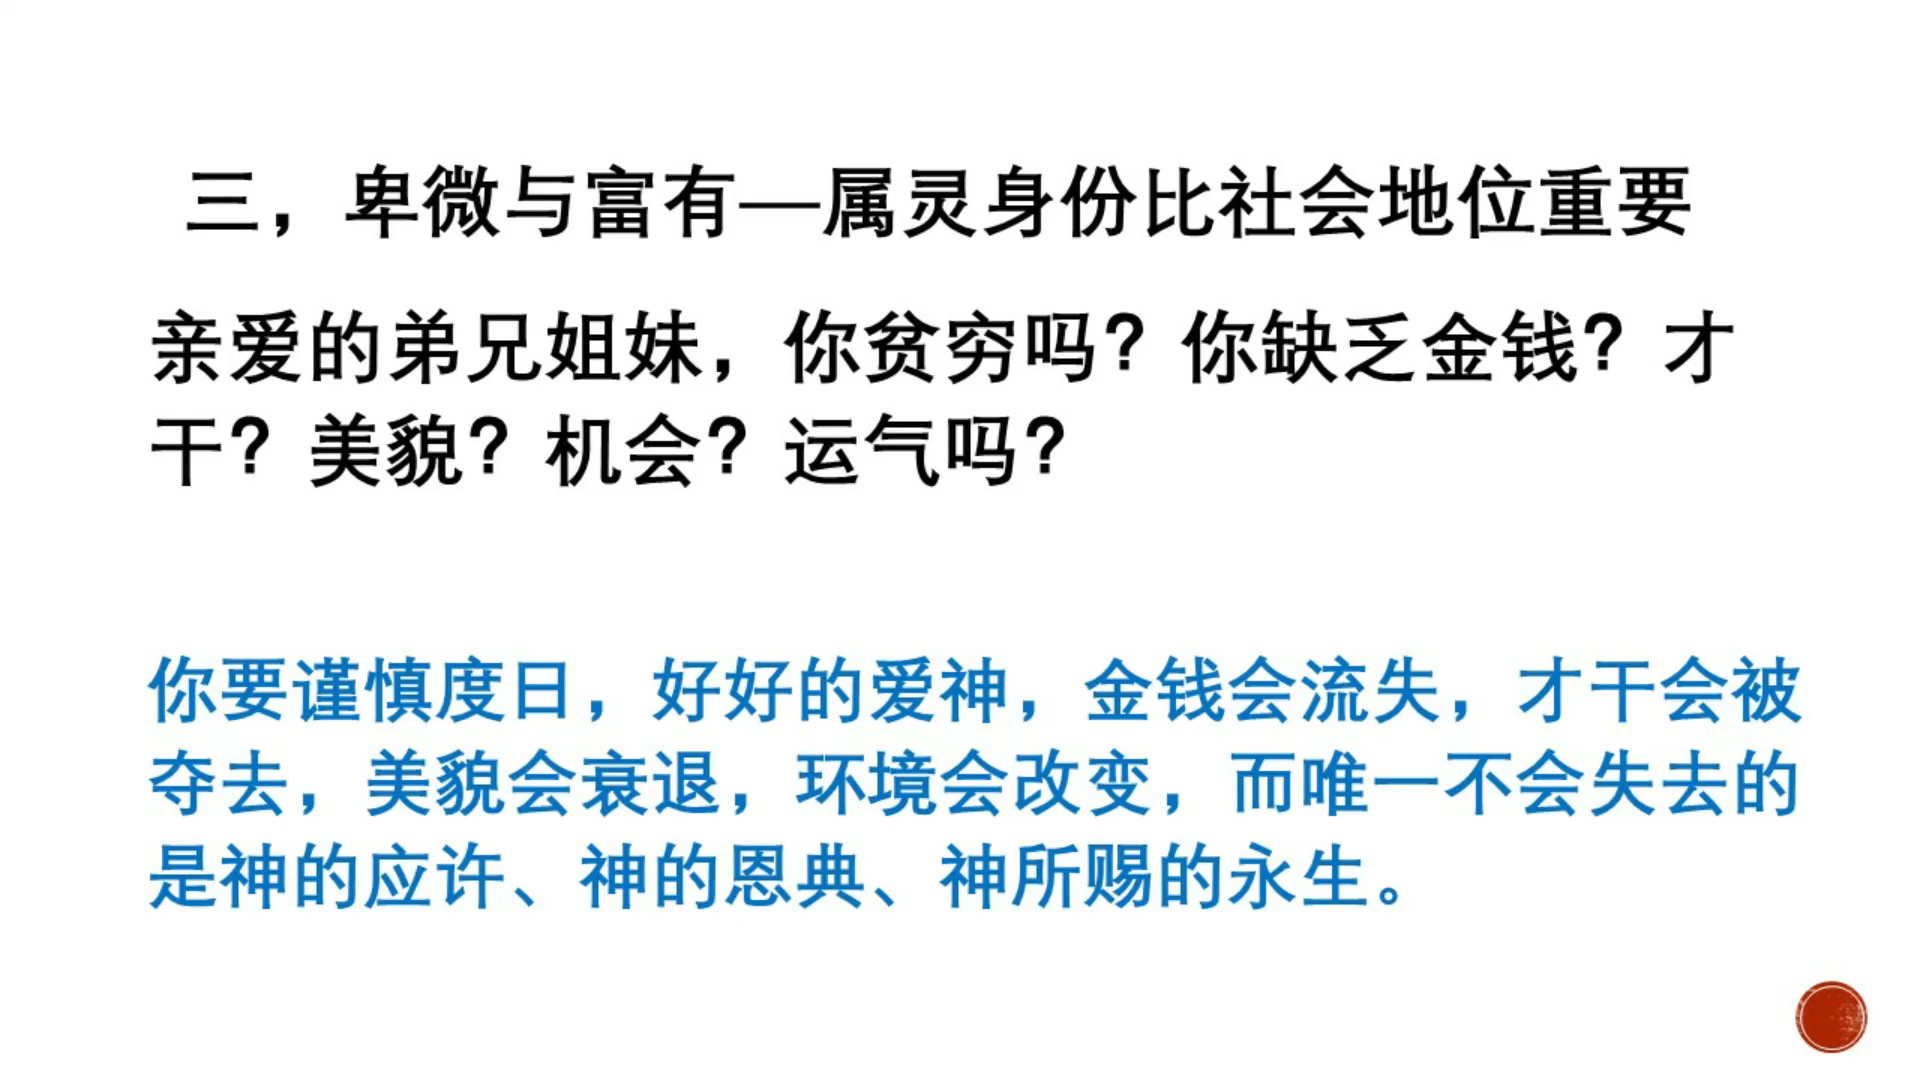 三，卑微与富有—属灵身份比社会地位重要
亲爱的弟兄姐妹，你贫穷吗？你缺乏金钱？才
干？美貌？机会？运气吗？
你要谨慎度日，好好的爱神，金钱会流失，才干会被
夺去，美貌会衰退，环境会改变，而唯一不会失去的
是神的应许、神的恩典、神所赐的永生。